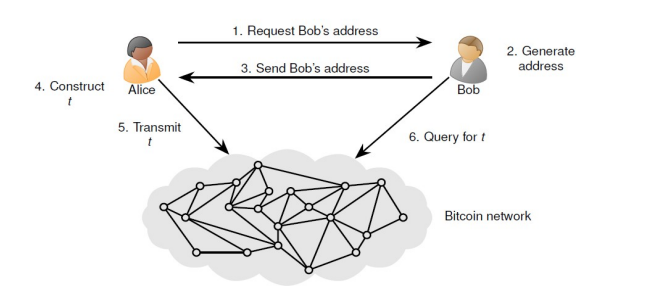 1. Request Bob's address
2. Generate
address
3. Send Bob's address
4. Construct
t
Alice
Bob
5. Transmit
t
6. Query for t
Bitcoin network